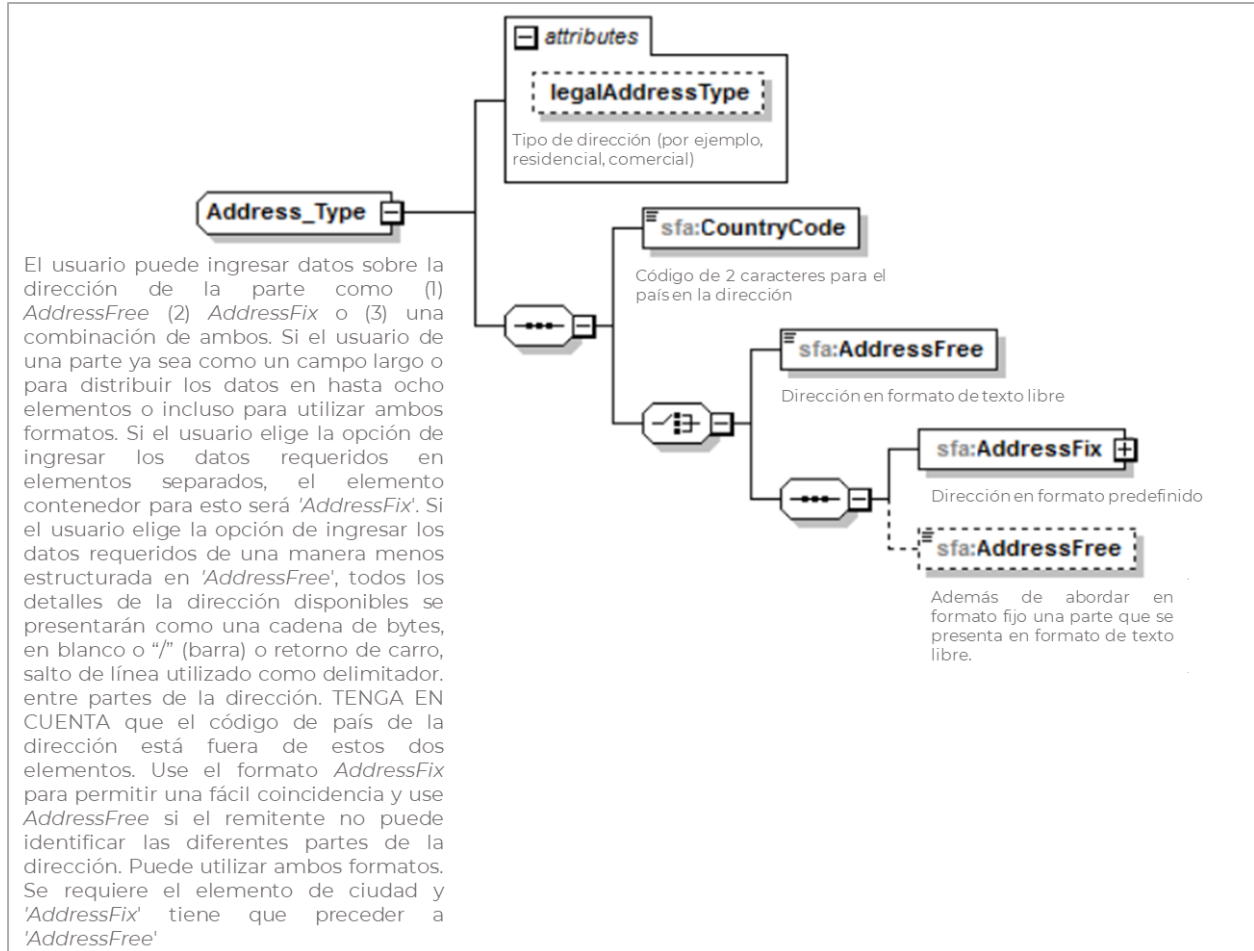 attributes
legalAddressType
Tipo de dirección (por ejemplo,
residencial, comercial)
Address_Type
sfa:CountryCode
Código de 2 caracteres para el
país en la dirección
sfa:AddressFree
Dirección en formato de texto libre
sfa:AddressFix
Dirección en formato predefinido
sfa:AddressFree
Además de abordar en
formato fijo una parte que se
presenta en formato de texto
libre.
El usuario puede ingresar datos sobre la
dirección de la parte como (1)
AddressFree (2) AddressFix o (3) una
combinación de ambos. Si el usuario de
una parte ya sea como un campo largo o
para distribuir los datos en hasta ocho
elementos o incluso para utilizar ambos
formatos. Si el usuario elige la opción de
ingresar los datos requeridos en
elementos separados, el elemento
contenedor para esto será 'AddressFix'. Si
el usuario elige la opción de ingresar los
datos requeridos de una manera menos
estructurada en 'AddressFree', todos los
detalles de la dirección disponibles se
presentarán como una cadena de bytes,
en blanco o “/” (barra) o retorno de carro,
salto de línea utilizado como delimitador.
entre partes de la dirección. TENGA EN
CUENTA que el código de país de la
dirección está fuera de estos dos
elementos. Use el formato AddressFix
para permitir una fácil coincidencia y use
AddressFree si el remitente no puede
identificar las diferentes partes de la
dirección. Puede utilizar ambos formatos.
Se requiere el elemento de ciudad y
'AddressFix' tiene que preceder a
'AddressFree'